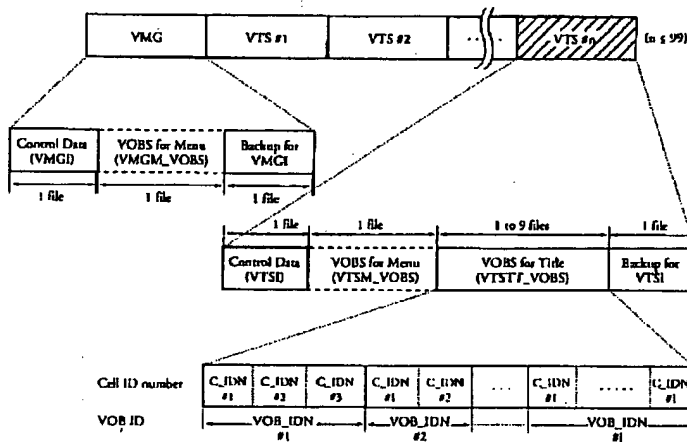 VMG VTS #1 VTS #2 ..... VTS #n (n ≤ 99)
Control Data (VMGI)
VOBS for Menu (VMGM_VOBS)
Backup for VMGI
1 file 1 file 1 file
1 file 1 file 1 to 9 files 1 file
Control Data (VTSI)
VOBS for Menu (VTSM_VOBS)
VOBS for Title (VTSTT_VOBS)
Backup for VTSI
Cell ID number C_IDN #1 C_IDN #2 C_IDN #3 C_IDN #1 C_IDN #2 ..... C_IDN #1 ..... C_IDN
VOB ID VOB_IDN #1 VOB_IDN #2 VOB_IDN